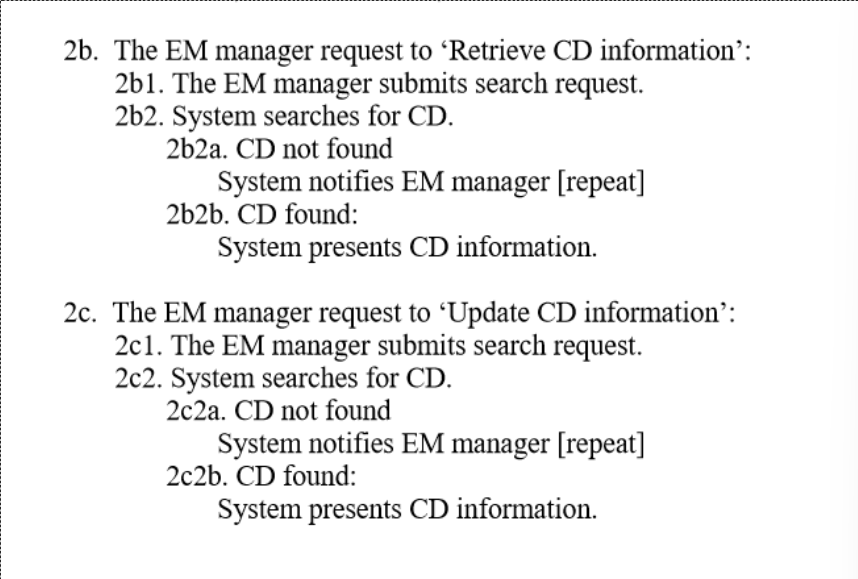 2b. The EM manager request to ‘Retrieve CD information’:
2b1. The EM manager submits search request.
2b2. System searches for CD.
2b2a. CD not found
System notifies EM manager [repeat]
2b2b. CD found:
System presents CD information.
2c. The EM manager request to ‘Update CD information’:
2c1. The EM manager submits search request.
2c2. System searches for CD.
2c2a. CD not found
System notifies EM manager [repeat]
2c2b. CD found:
System presents CD information.